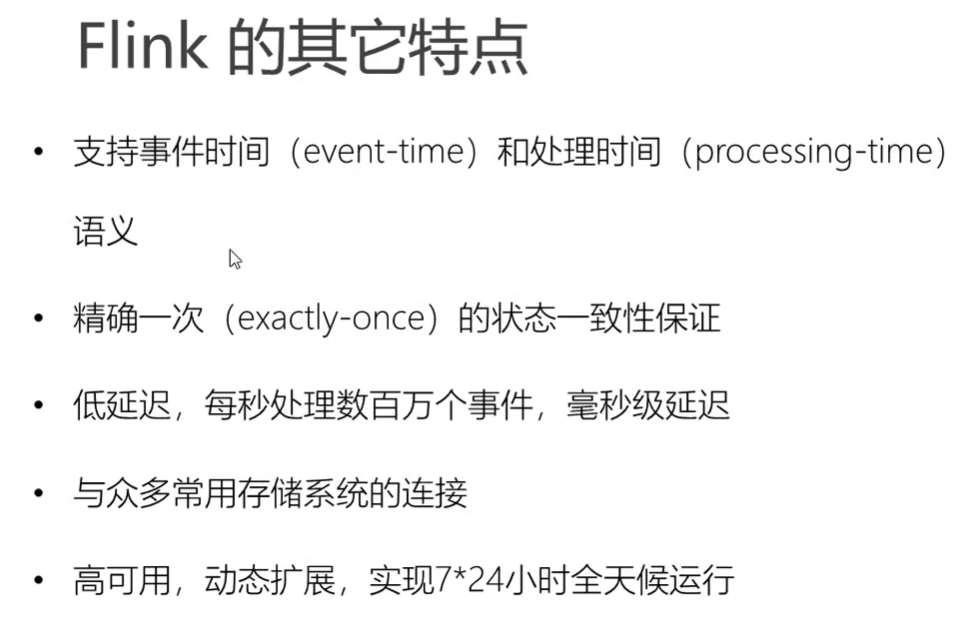 Flink 的其它特点
• 支持事件时间（event-time）和处理时间（processing-time）
语义
• 精确一次（exactly-once）的状态一致性保证
• 低延迟，每秒处理数百万个事件，毫秒级延迟
• 与众多常用存储系统的连接
• 高可用，动态扩展，实现7*24小时全天候运行